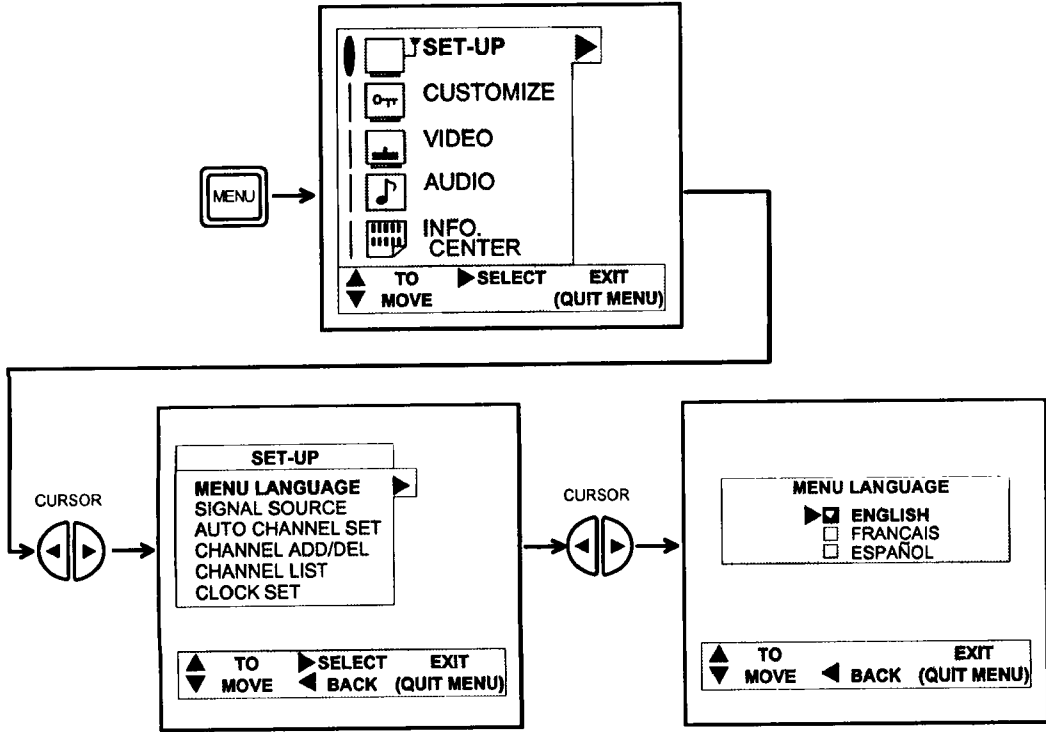 MENU
SET-UP
CUSTOMIZE
VIDEO
AUDIO
INFO.
CENTER
TO SELECT EXIT
MOVE (QUIT MENU)
CURSOR
SET-UP
MENU LANGUAGE
SIGNAL SOURCE
AUTO CHANNEL SET
CHANNEL ADD/DEL
CHANNEL LIST
CLOCK SET
TO SELECT EXIT
MOVE BACK (QUIT MENU)
CURSOR
MENU LANGUAGE
ENGLISH
FRANCAIS
ESPAÑOL
TO EXIT
MOVE BACK (QUIT MENU)